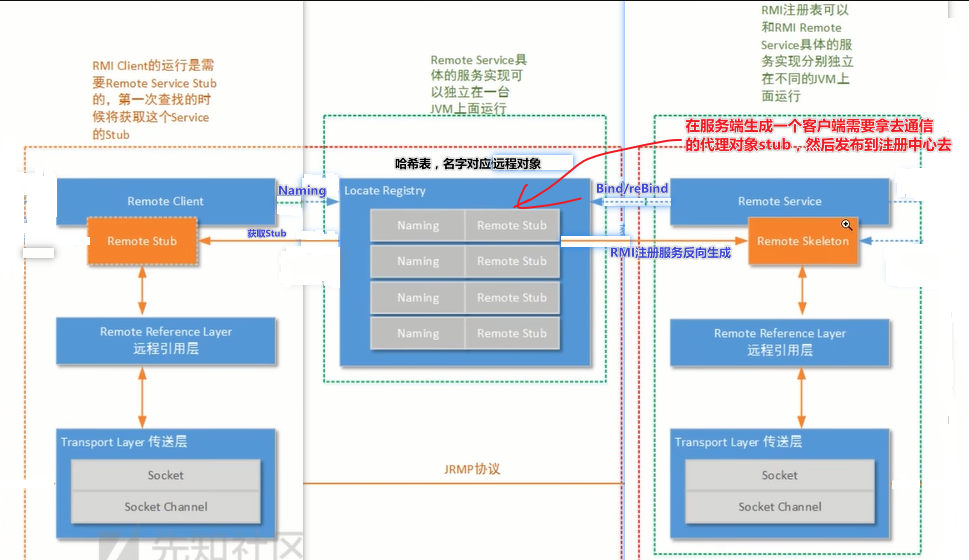 RMI Client的运行是需
要Remote Service Stub
的，第一次查找的时
候将获取这个Service
的Stub
Remote Service具
体的服务实现可
以独立在一台
JVM上面运行
RMI注册表可以
和RMI Remote
Service具体的服
务实现分别独立
在不同的JVM上
面运行
在服务端生成一个客户端需要拿去通信
的代理对象stub，然后发布到注册中心去
哈希表，名字对应远程对象
Remote Client
Remote Stub
Naming
获取Stub
Locate Registry
Naming Remote Stub
Naming Remote Stub
Naming Remote Stub
Naming Remote Stub
Bind/reBind
RMI注册服务反向生成
Remote Service
Remote Skeleton
Remote Reference Layer
远程引用层
Remote Reference Layer
远程引用层
Transport Layer 传送层
Socket
Socket Channel
JRMP协议
Transport Layer 传送层
Socket
Socket Channel
先知社区